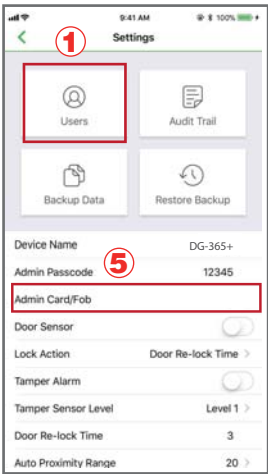 9:41 AM 100%
Settings
1
Users Audit Trail
Backup Data Restore Backup
Device Name DG-365+
Admin Passcode 12345
5
Admin Card/Fob
Door Sensor
Lock Action Door Re-lock Time >
Tamper Alarm
Tamper Sensor Level Level 1 >
Door Re-lock Time 3
Auto Proximity Range 20 >